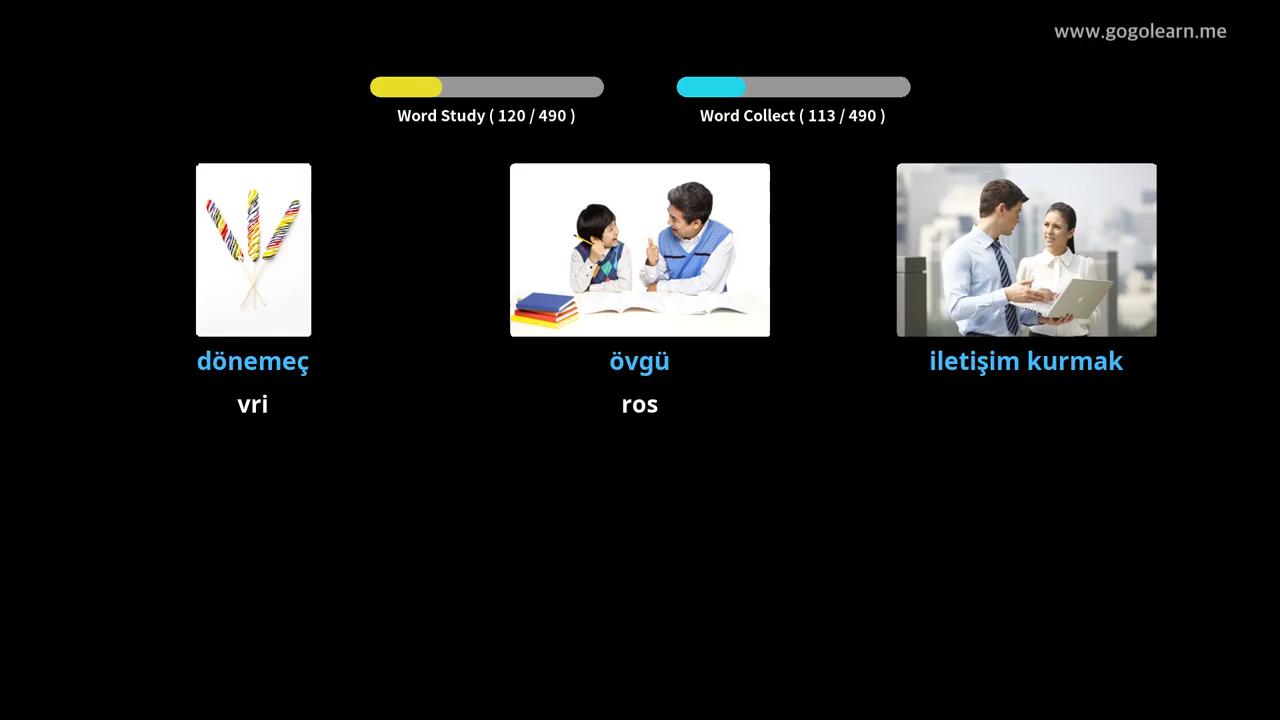 www.gogolearn.me
Word Study ( 120 / 490 )
Word Collect ( 113 / 490 )
dönemeç
övgü
iletişim kurmak
vri
ros